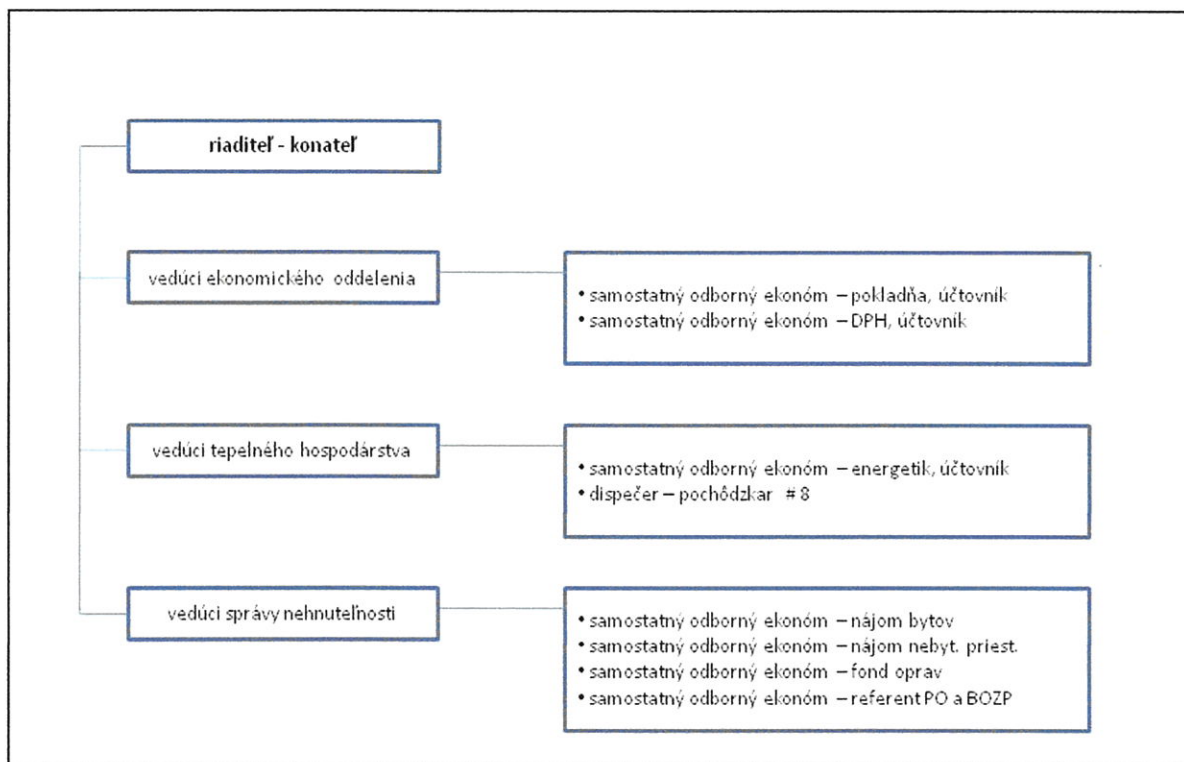 riaditeľ - konateľ
vedúci ekonomického oddelenia
• samostatný odborný ekonóm – pokladňa, účtovník
• samostatný odborný ekonóm – DPH, účtovník
vedúci tepelného hospodárstva
• samostatný odborný ekonóm – energetik, účtovník
• dispečer – pochôdzkar # 8
vedúci správy nehnuteľnosti
• samostatný odborný ekonóm – nájom bytov
• samostatný odborný ekonóm – nájom nebyt. priest.
• samostatný odborný ekonóm – fond oprav
• samostatný odborný ekonóm – referent PO a BOZP